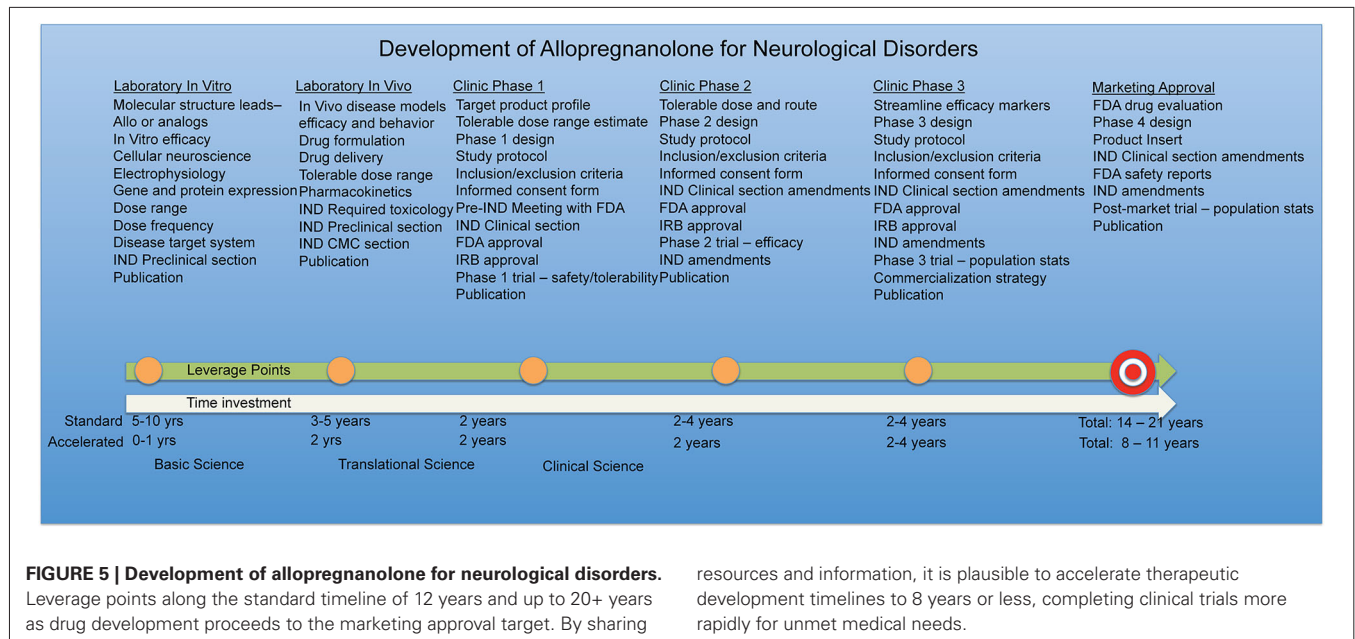 Development of Allopregnanolone for Neurological Disorders
Laboratory In Vitro
Molecular structure leads–
Allo or analogs
In Vitro efficacy
Cellular neuroscience
Electrophysiology
Gene and protein expression
Dose range
Dose frequency
Disease target system
IND Preclinical section
Publication
Laboratory In Vivo
In Vivo disease models
efficacy and behavior
Drug formulation
Drug delivery
Tolerable dose range
Pharmacokinetics
IND Required toxicology
IND Preclinical section
IND CMC section
Publication
Clinic Phase 1
Target product profile
Tolerable dose range estimate
Phase 1 design
Study protocol
Inclusion/exclusion criteria
Informed consent form
Pre-IND Meeting with FDA
IND Clinical section
FDA approval
IRB approval
Phase 1 trial – safety/tolerability
Publication
Clinic Phase 2
Tolerable dose and route
Phase 2 design
Study protocol
Inclusion/exclusion criteria
Informed consent form
IND Clinical section amendments
FDA approval
IRB approval
Phase 2 trial – efficacy
IND amendments
Publication
Clinic Phase 3
Streamline efficacy markers
Phase 3 design
Study protocol
Inclusion/exclusion criteria
Informed consent form
IND Clinical section amendments
FDA approval
IRB approval
IND amendments
Phase 3 trial – population stats
Commercialization strategy
Publication
Marketing Approval
FDA drug evaluation
Phase 4 design
Product Insert
IND Clinical section amendments
FDA safety reports
IND amendments
Post-market trial – population stats
Publication
Leverage Points
Time investment
Standard 5-10 yrs 3-5 years 2 years 2-4 years 2-4 years Total: 14 – 21 years
Accelerated 0-1 yrs 2 yrs 2 years 2 years 2-4 years Total: 8 – 11 years
Basic Science Translational Science Clinical Science
FIGURE 5 | Development of allopregnanolone for neurological disorders.
Leverage points along the standard timeline of 12 years and up to 20+ years
as drug development proceeds to the marketing approval target. By sharing
resources and information, it is plausible to accelerate therapeutic
development timelines to 8 years or less, completing clinical trials more
rapidly for unmet medical needs.